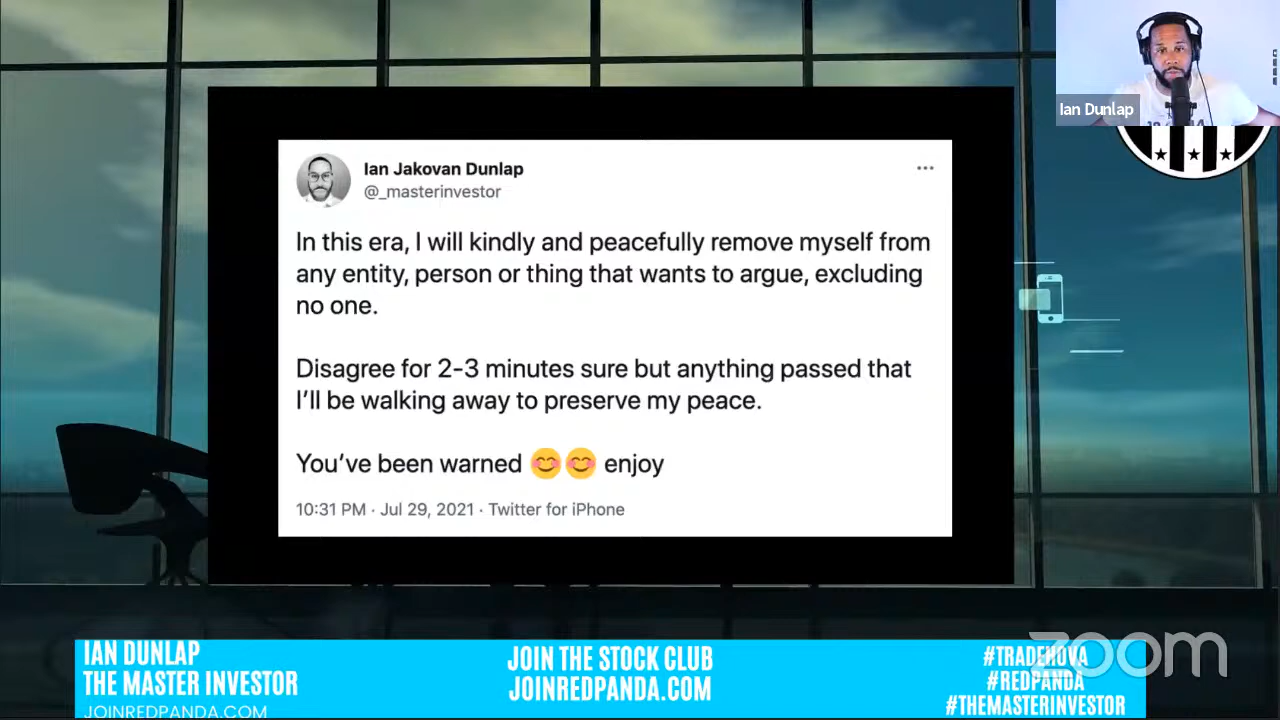 Ian Dunlap
Ian Jakovan Dunlap
@_masterinvestor
In this era, I will kindly and peacefully remove myself from
any entity, person or thing that wants to argue, excluding
no one.
Disagree for 2-3 minutes sure but anything passed that
I'll be walking away to preserve my peace.
You've been warned 😊😊 enjoy
10:31 PM · Jul 29, 2021 · Twitter for iPhone
IAN DUNLAP
THE MASTER INVESTOR
JOINREDPANDA.COM
JOIN THE STOCK CLUB
JOINREDPANDA.COM
#TRADEHOVA
#REDPANDA
#THEMASTERINVESTOR
zoom